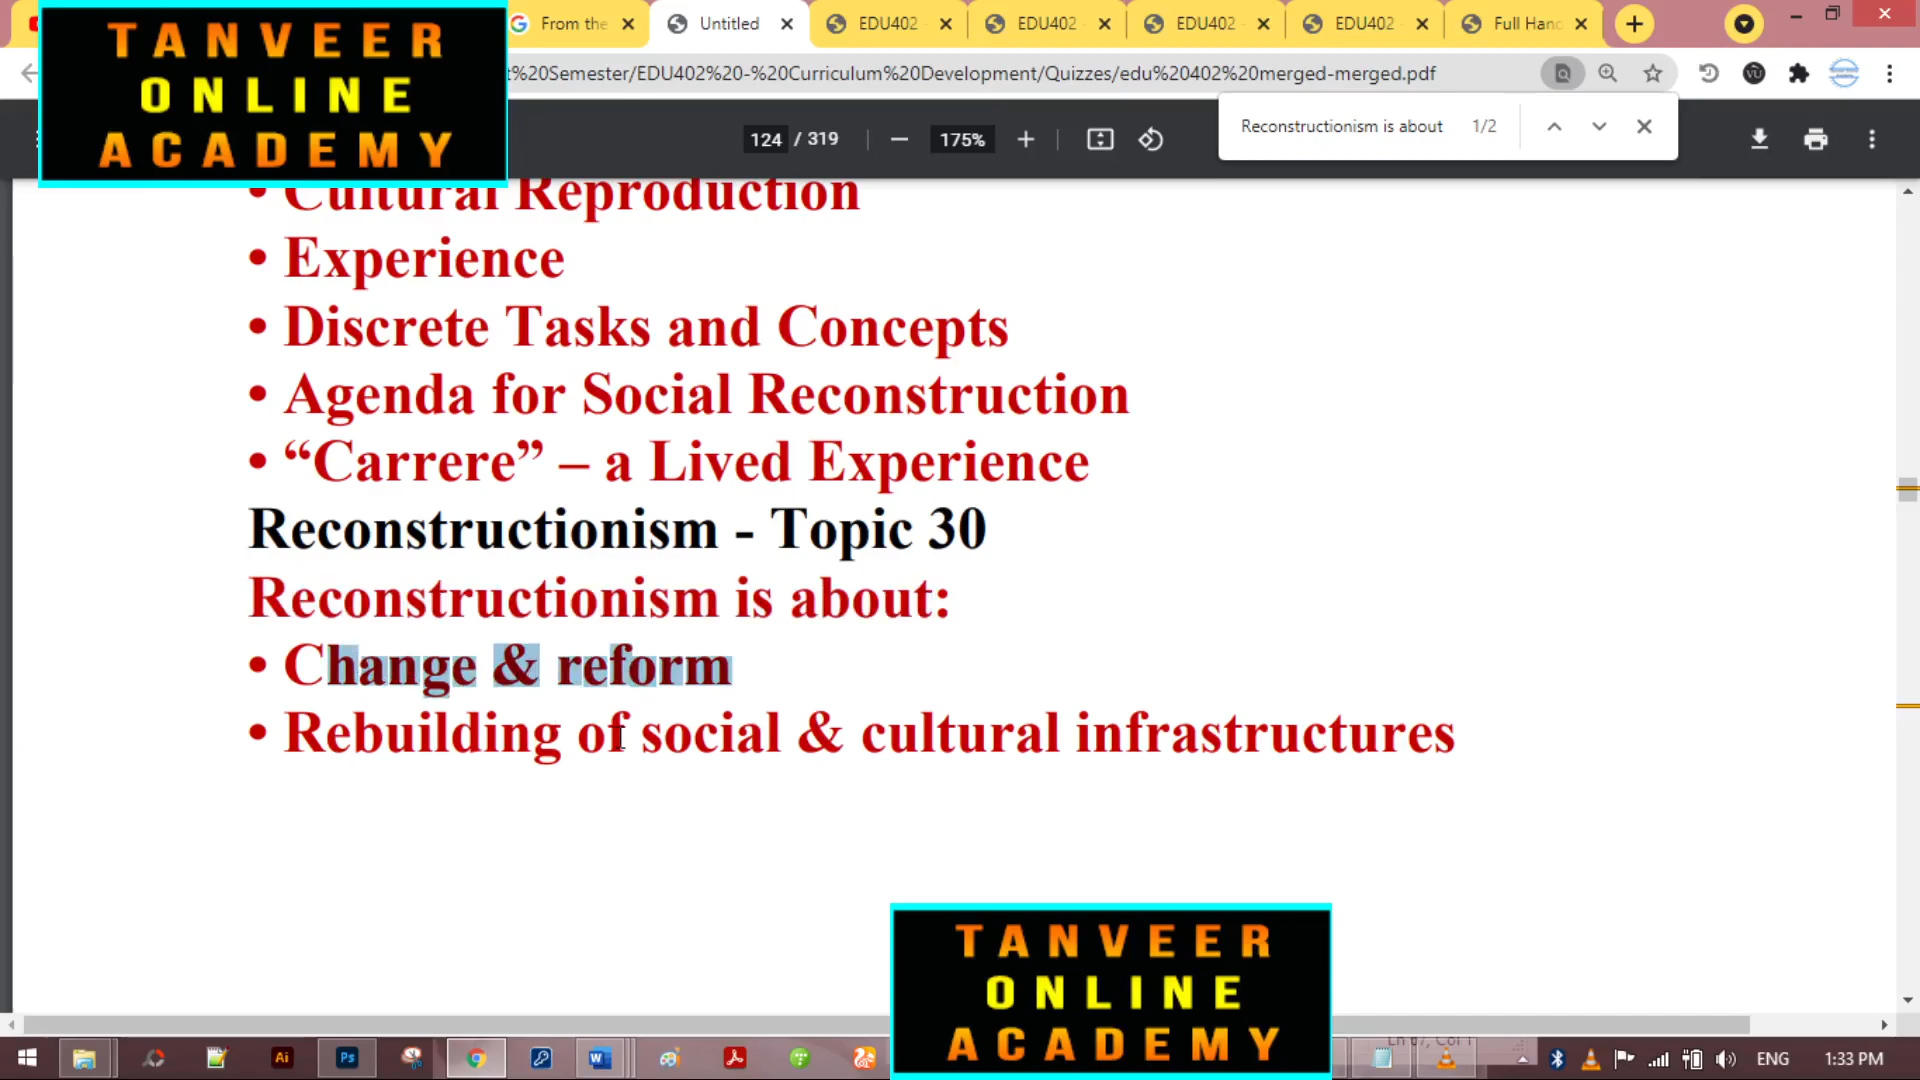 From the
Untitled
EDU402
EDU402
EDU402
EDU402
Full Hand
t%20Semester/EDU402%20-%20Curriculum%20Development/Quizzes/edu%20402%20merged-merged.pdf
Reconstructionism is about 1/2
124 / 319
175%
TANVEER
ONLINE
ACADEMY
• Cultural Reproduction
• Experience
• Discrete Tasks and Concepts
• Agenda for Social Reconstruction
• “Carrere” – a Lived Experience
Reconstructionism - Topic 30
Reconstructionism is about:
• Change & reform
• Rebuilding of social & cultural infrastructures
TANVEER
ONLINE
ACADEMY
Ai
Ps
ENG
1:33 PM